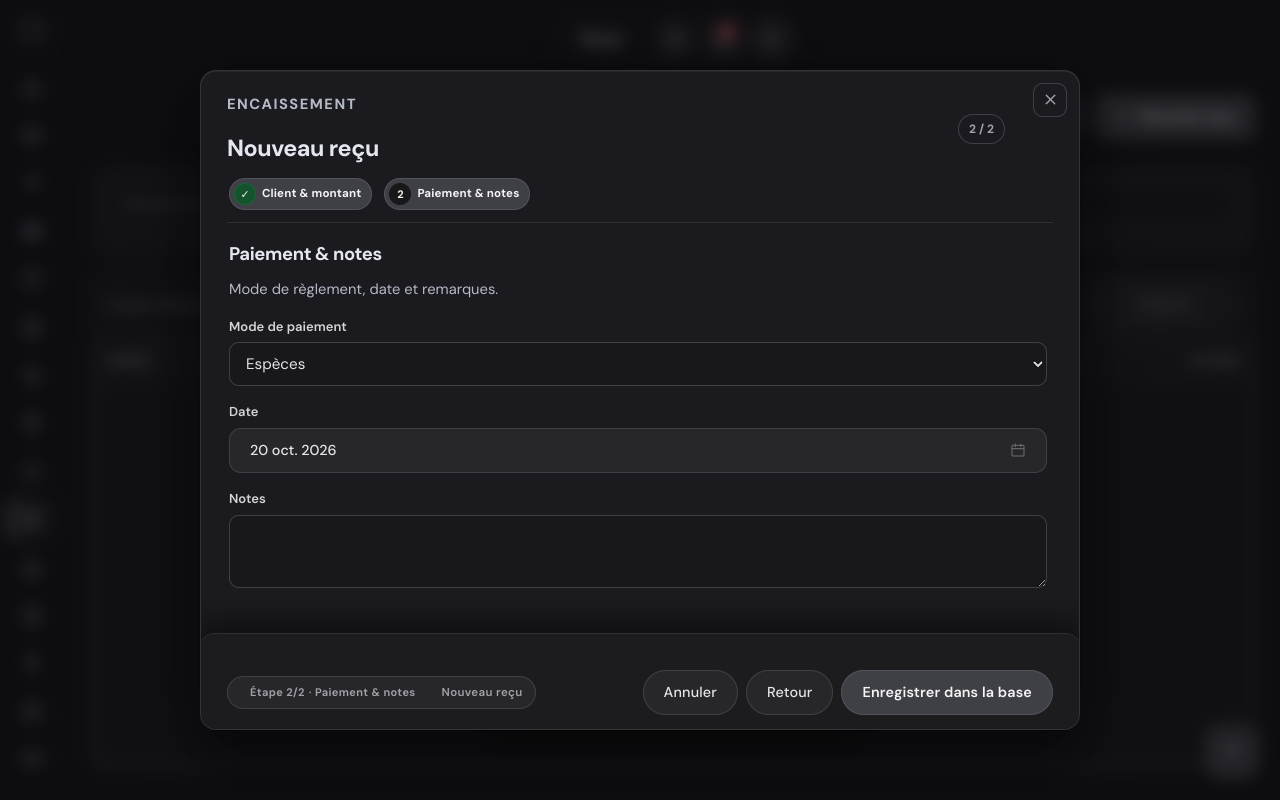 ENCAISSEMENT
2 / 2
Nouveau reçu
✓ Client & montant
2 Paiement & notes
Paiement & notes
Mode de règlement, date et remarques.
Mode de paiement
Espèces
Date
20 oct. 2026
Notes
Étape 2/2 · Paiement & notes Nouveau reçu
Annuler
Retour
Enregistrer dans la base